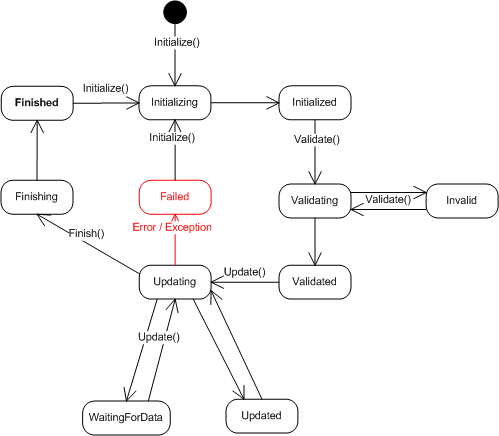 Initialize()
Initialize()
Finished
Initializing
Initialized
Initialize()
Validate()
Finishing
Failed
Validating
Validate()
Invalid
Error / Exception
Finish()
Update()
Updating
Validated
Update()
WaitingForData
Updated